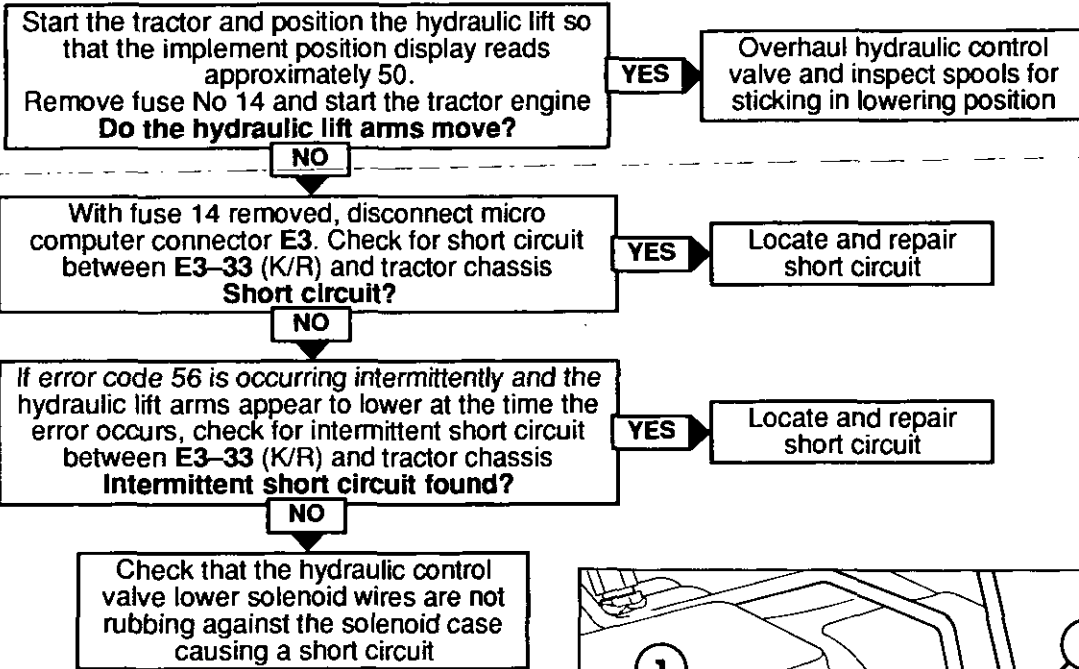 Start the tractor and position the hydraulic lift so
that the implement position display reads
approximately 50.
Remove fuse No 14 and start the tractor engine
Do the hydraulic lift arms move?
YES
Overhaul hydraulic control
valve and inspect spools for
sticking in lowering position
NO
With fuse 14 removed, disconnect micro
computer connector E3. Check for short circuit
between E3–33 (K/R) and tractor chassis
Short circuit?
YES
Locate and repair
short circuit
NO
If error code 56 is occurring intermittently and the
hydraulic lift arms appear to lower at the time the
error occurs, check for intermittent short circuit
between E3–33 (K/R) and tractor chassis
Intermittent short circuit found?
YES
Locate and repair
short circuit
NO
Check that the hydraulic control
valve lower solenoid wires are not
rubbing against the solenoid case
causing a short circuit
1